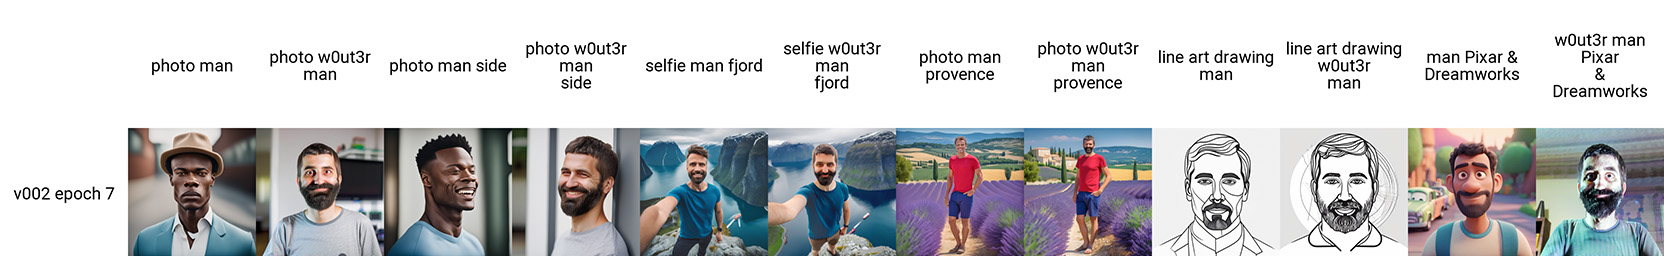 photo man
photo w0ut3r
man
photo man side
photo w0ut3r
man
side
selfie man fjord
selfie w0ut3r
man
fjord
photo man
provence
photo w0ut3r
man
provence
line art drawing
man
line art drawing
w0ut3r
man
man Pixar &
Dreamworks
w0ut3r man
Pixar
&
Dreamworks
v002 epoch 7